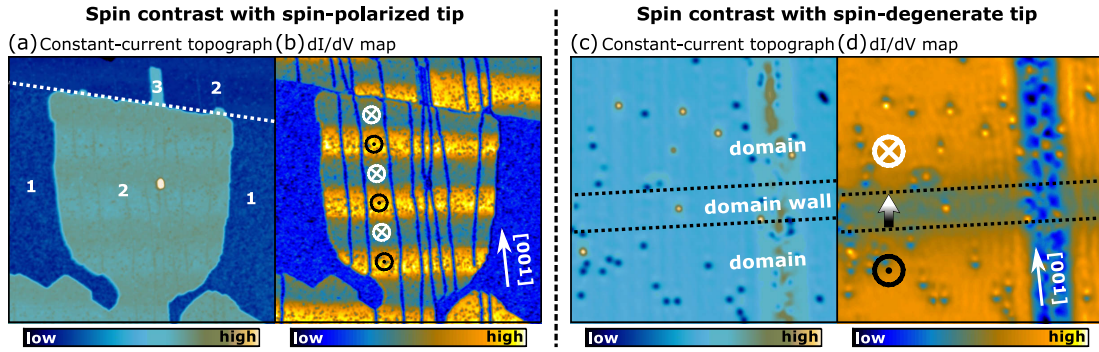 Spin contrast with spin-polarized tip
(a) Constant-current topograph
(b) dI/dV map
3
2
1
2
1
[001]
low
high
low
high
Spin contrast with spin-degenerate tip
(c) Constant-current topograph
(d) dI/dV map
domain
domain wall
domain
[001]
low
high
low
high